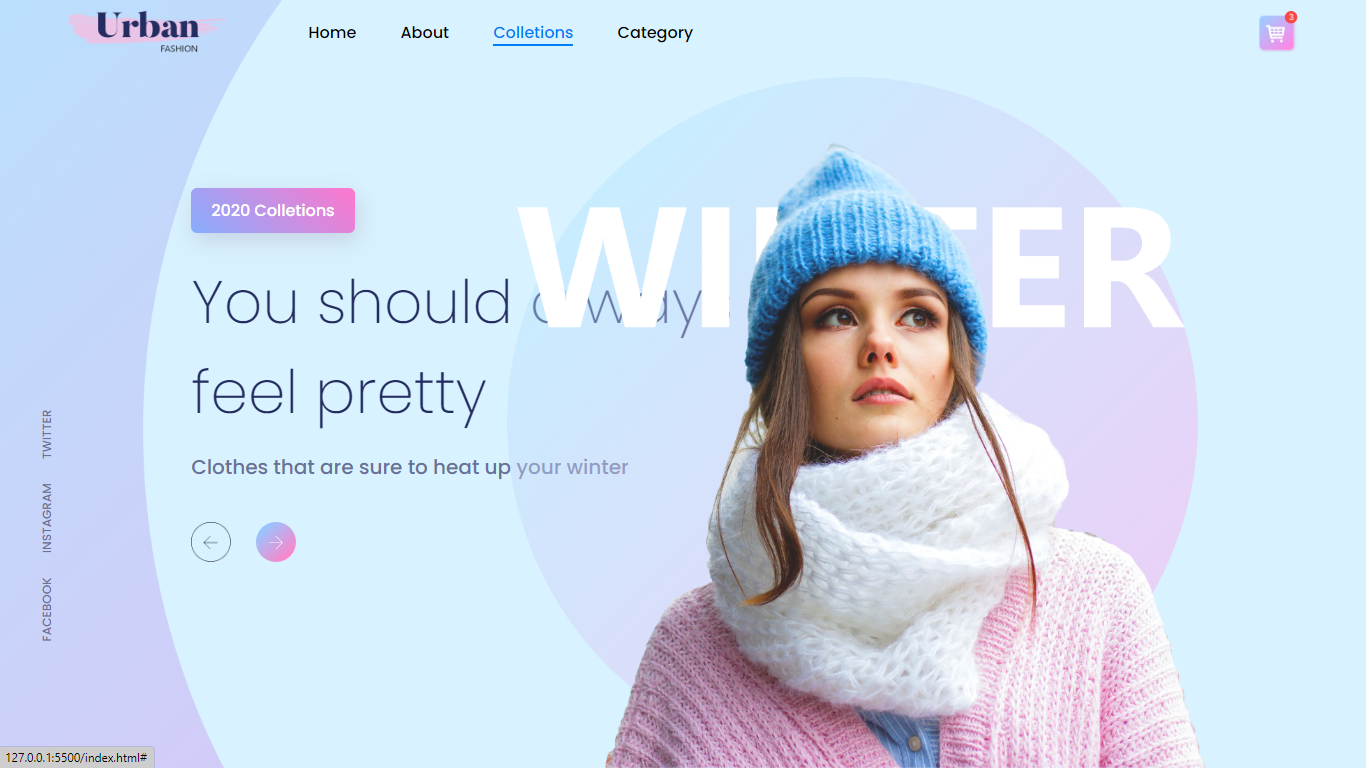 Urban
FASHION
Home
About
Colletions
Category
3
2020 Colletions
WINTER
You should always
feel pretty
Clothes that are sure to heat up your winter
TWITTER
INSTAGRAM
FACEBOOK
127.0.0.1:5500/index.html#